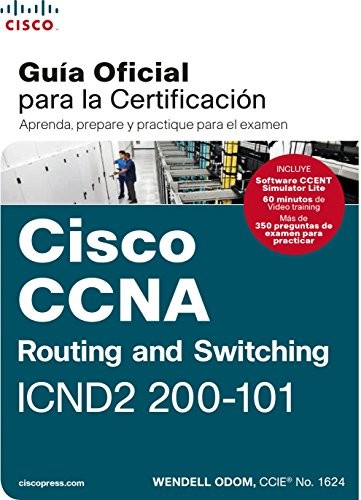 CISCO
Guía Oficial
para la Certificación
Aprenda, prepare y practique para el examen
INCLUYE
Software CCENT
Simulator Lite
60 minutos de
Video training
Más de
350 preguntas de
examen para
practicar
Cisco
CCNA
Routing and Switching
ICND2 200-101
ciscopress.com
WENDELL ODOM, CCIE® No. 1624